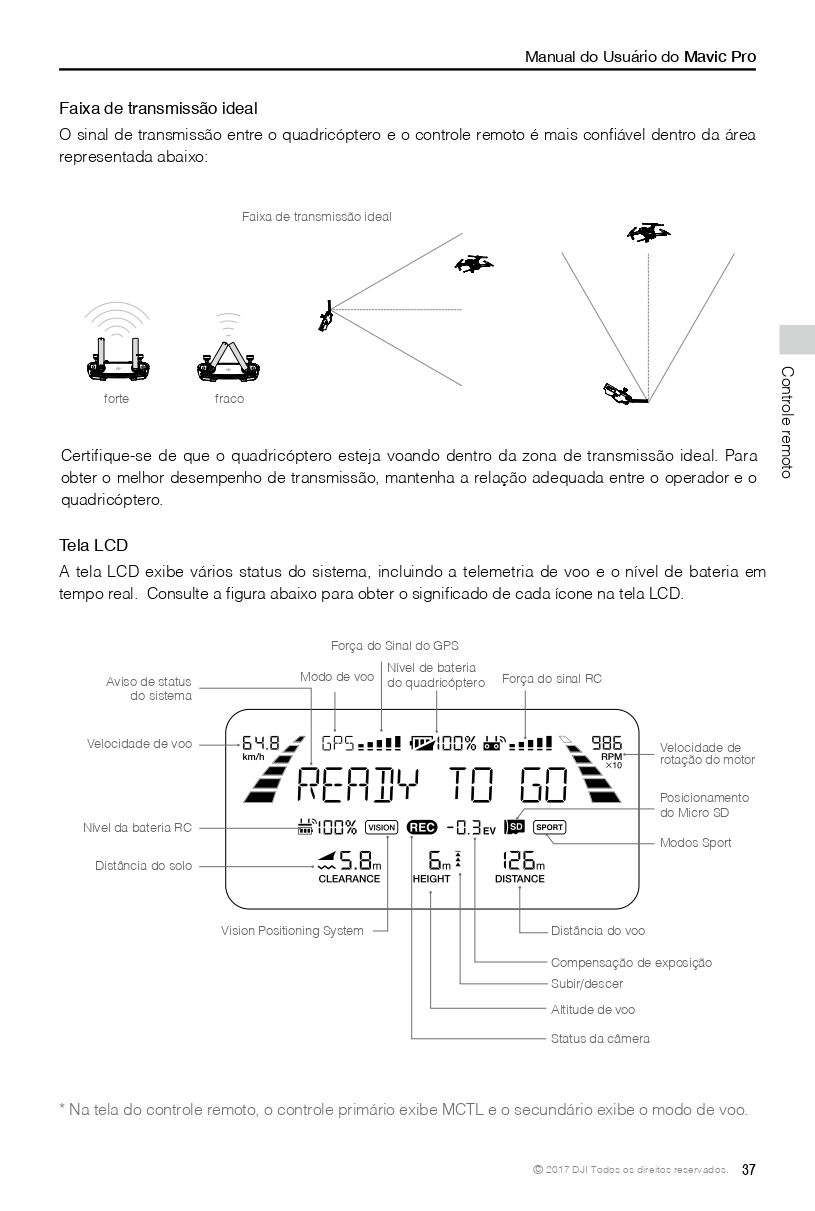 Manual do Usuário do Mavic Pro
Faixa de transmissão ideal
O sinal de transmissão entre o quadricóptero e o controle remoto é mais confiável dentro da área
representada abaixo:
Faixa de transmissão ideal
forte
fraco
Controle remoto
Certifique-se de que o quadricóptero esteja voando dentro da zona de transmissão ideal. Para
obter o melhor desempenho de transmissão, mantenha a relação adequada entre o operador e o
quadricóptero.
Tela LCD
A tela LCD exibe vários status do sistema, incluindo a telemetria de voo e o nível de bateria em
tempo real. Consulte a figura abaixo para obter o significado de cada ícone na tela LCD.
Força do Sinal do GPS
Aviso de status
do sistema
Modo de voo
Nível de bateria
do quadricóptero
Força do sinal RC
Velocidade de voo
64.8
km/h
GPS
100%
986
RPM
×10
Velocidade de
rotação do motor
READY TO GO
Posicionamento
do Micro SD
Nível da bateria RC
100%
VISION
REC
-0.3 EV
SD
SPORT
Modos Sport
Distância do solo
5.8m
CLEARANCE
6m
HEIGHT
126m
DISTANCE
Vision Positioning System
Distância do voo
Compensação de exposição
Subir/descer
Altitude de voo
Status da câmera
* Na tela do controle remoto, o controle primário exibe MCTL e o secundário exibe o modo de voo.
© 2017 DJI Todos os direitos reservados. 37